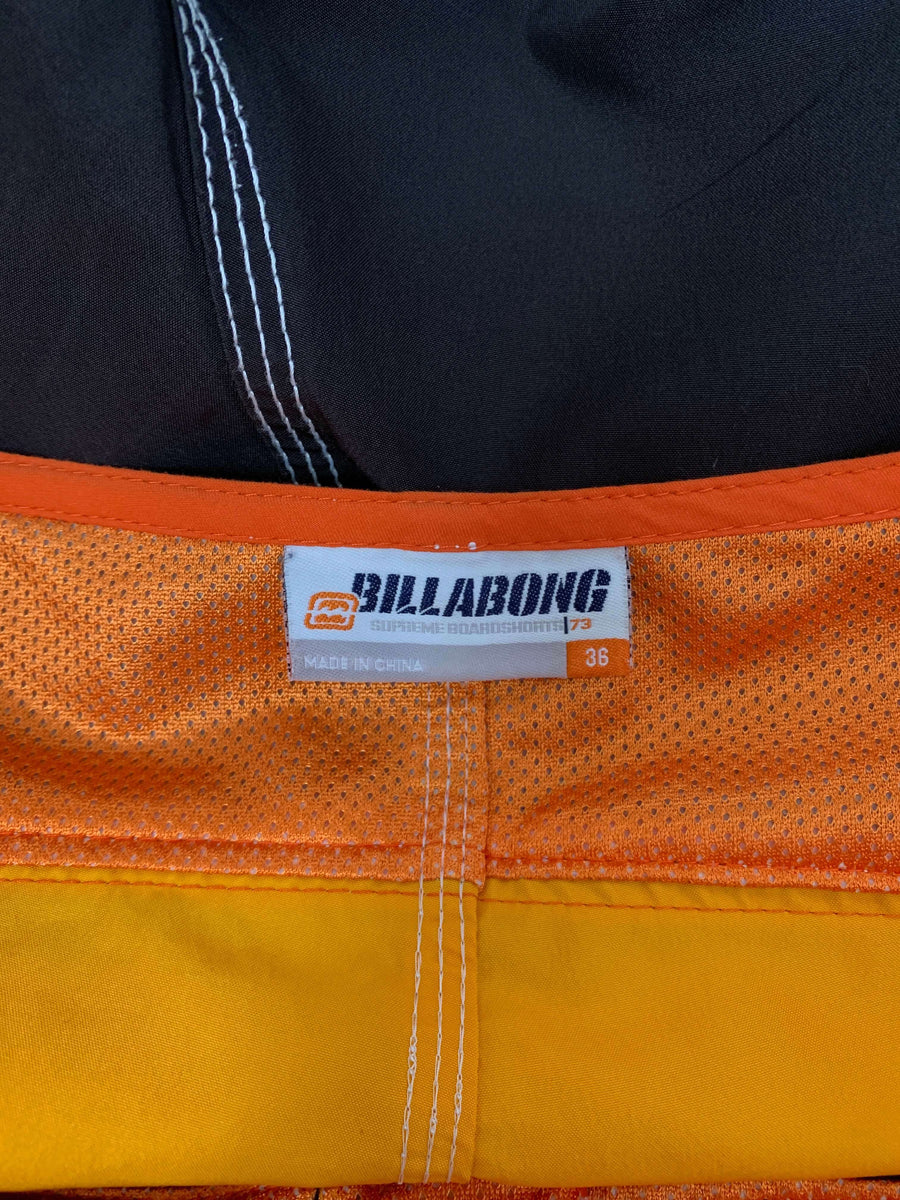 BILLABONG
SUPREME BOARDSHORTS|73
MADE IN CHINA
36